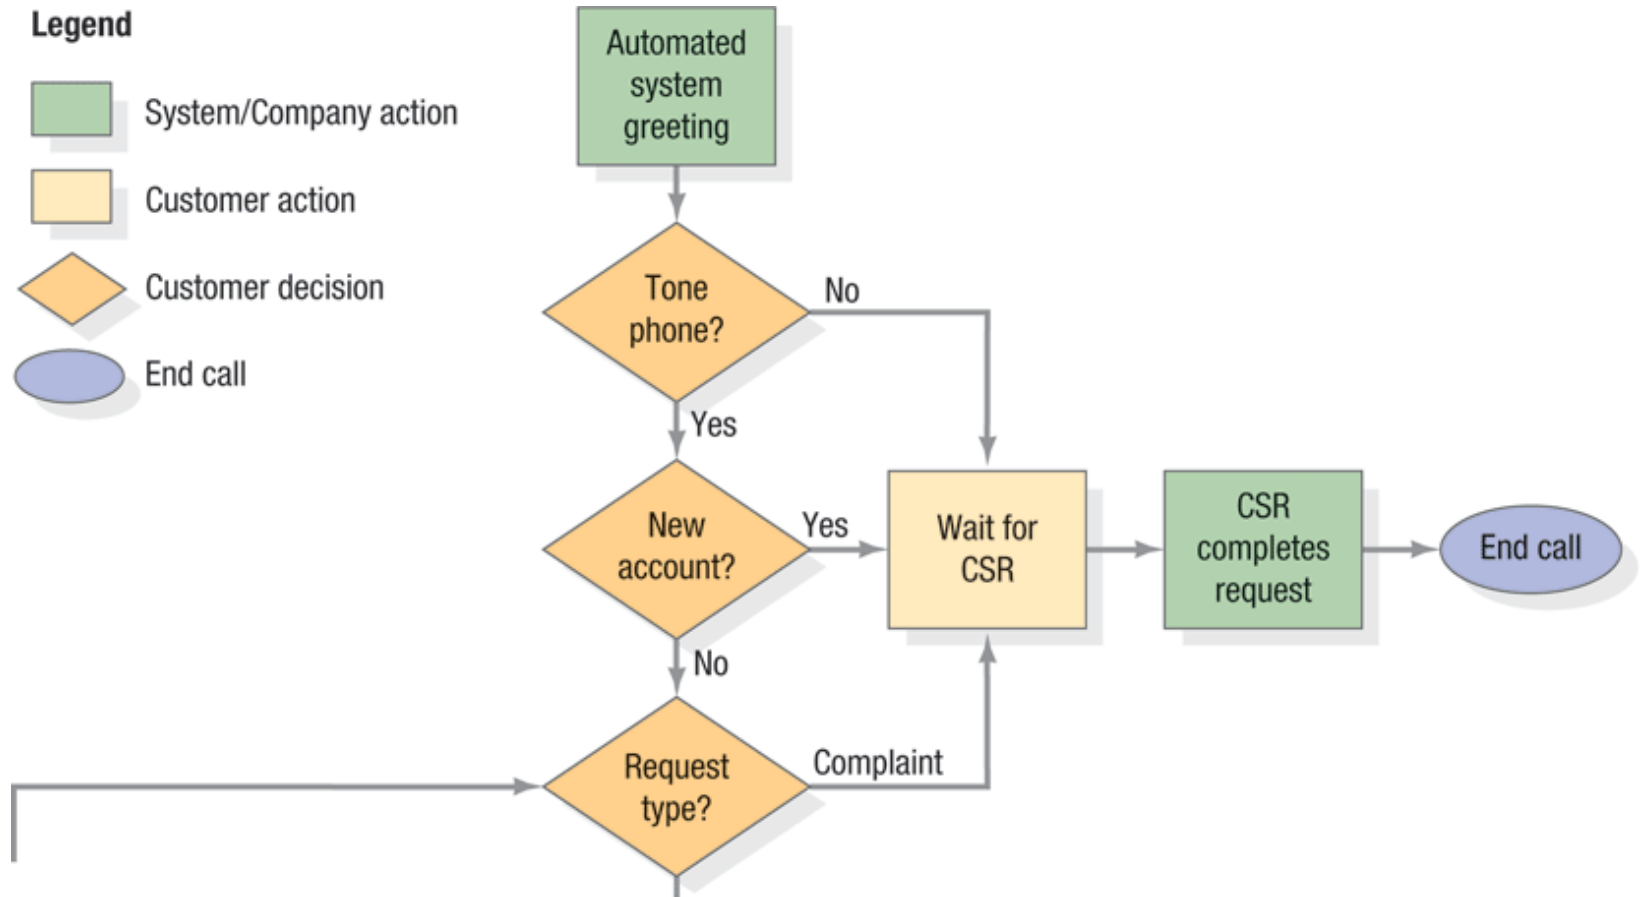 Legend
System/Company action
Customer action
Customer decision
End call
Automated
system
greeting
Tone
phone?
No
Yes
New
account?
Yes
Wait for
CSR
CSR
completes
request
End call
No
Request
type?
Complaint